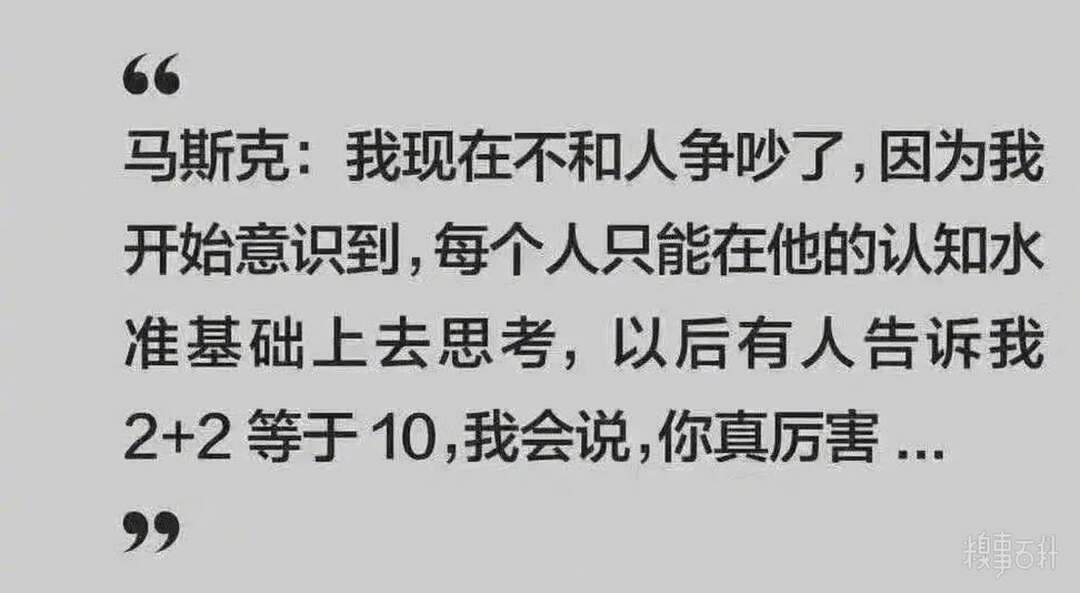 “
马斯克：我现在不和人争吵了，因为我
开始意识到，每个人只能在他的认知水
准基础上去思考，以后有人告诉我
2+2 等于 10，我会说，你真厉害 ...
”
糗事百科